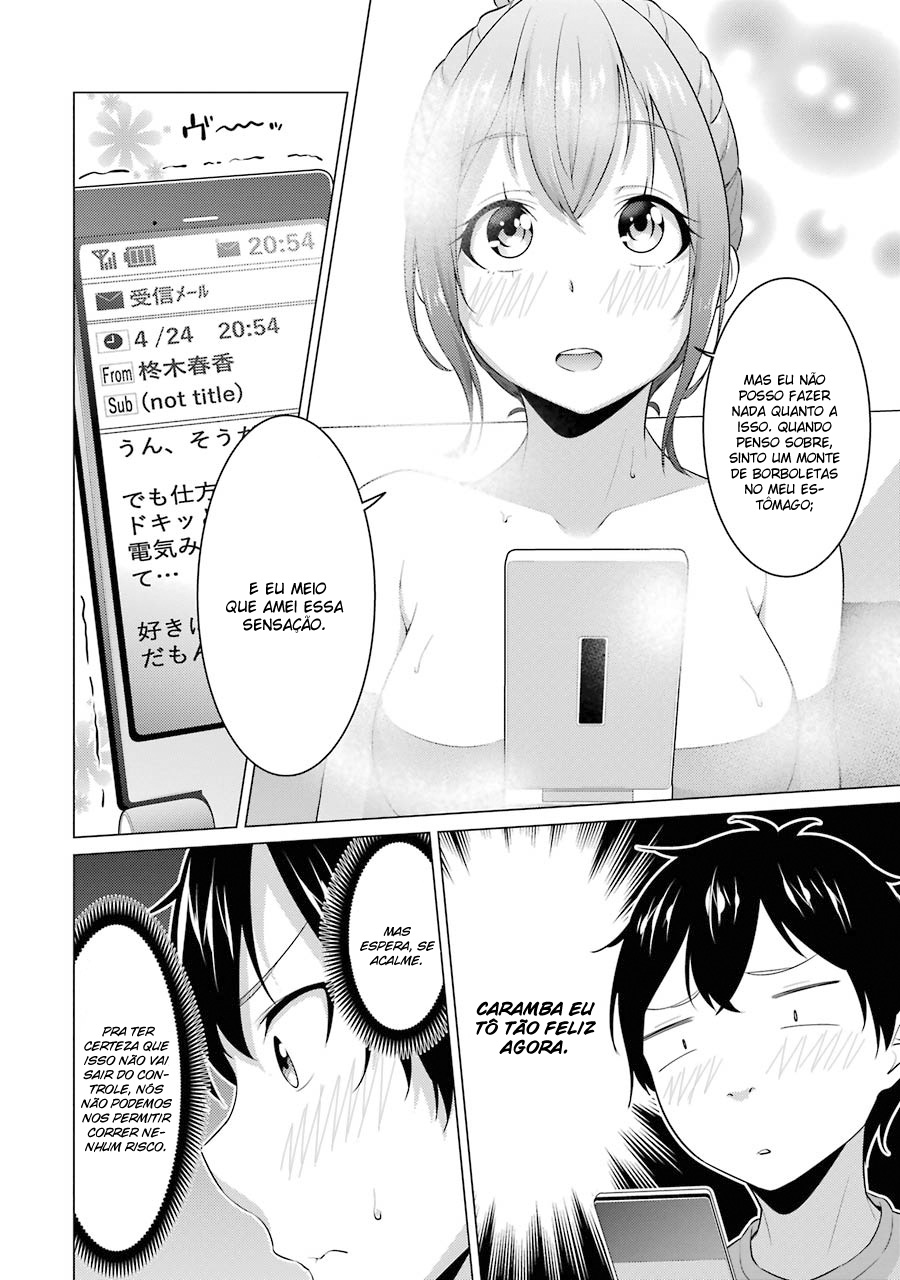 MAS EU NÃO
POSSO FAZER
NADA QUANTO A
ISSO. QUANDO
PENSO SOBRE,
SINTO UM MONTE
DE BORBOLETAS
NO MEU ES-
TÔMAGO;
E EU MEIO
QUE AMEI ESSA
SENSAÇÃO.
ヴ〜〜ッ
20:54
受信メール
4/24 20:54
From 柊木春香
Sub (not title)
うん、そうだ
でも仕方
ドキッと
電気み
て…
好きに
だもん
CARAMBA EU
TÔ TÃO FELIZ
AGORA.
MAS
ESPERA, SE
ACALME.
PRA TER
CERTEZA QUE
ISSO NÃO VAI
SAIR DO CON-
TROLE, NÓS
NÃO PODEMOS
NOS PERMITIR
CORRER NE-
NHUM RISCO.